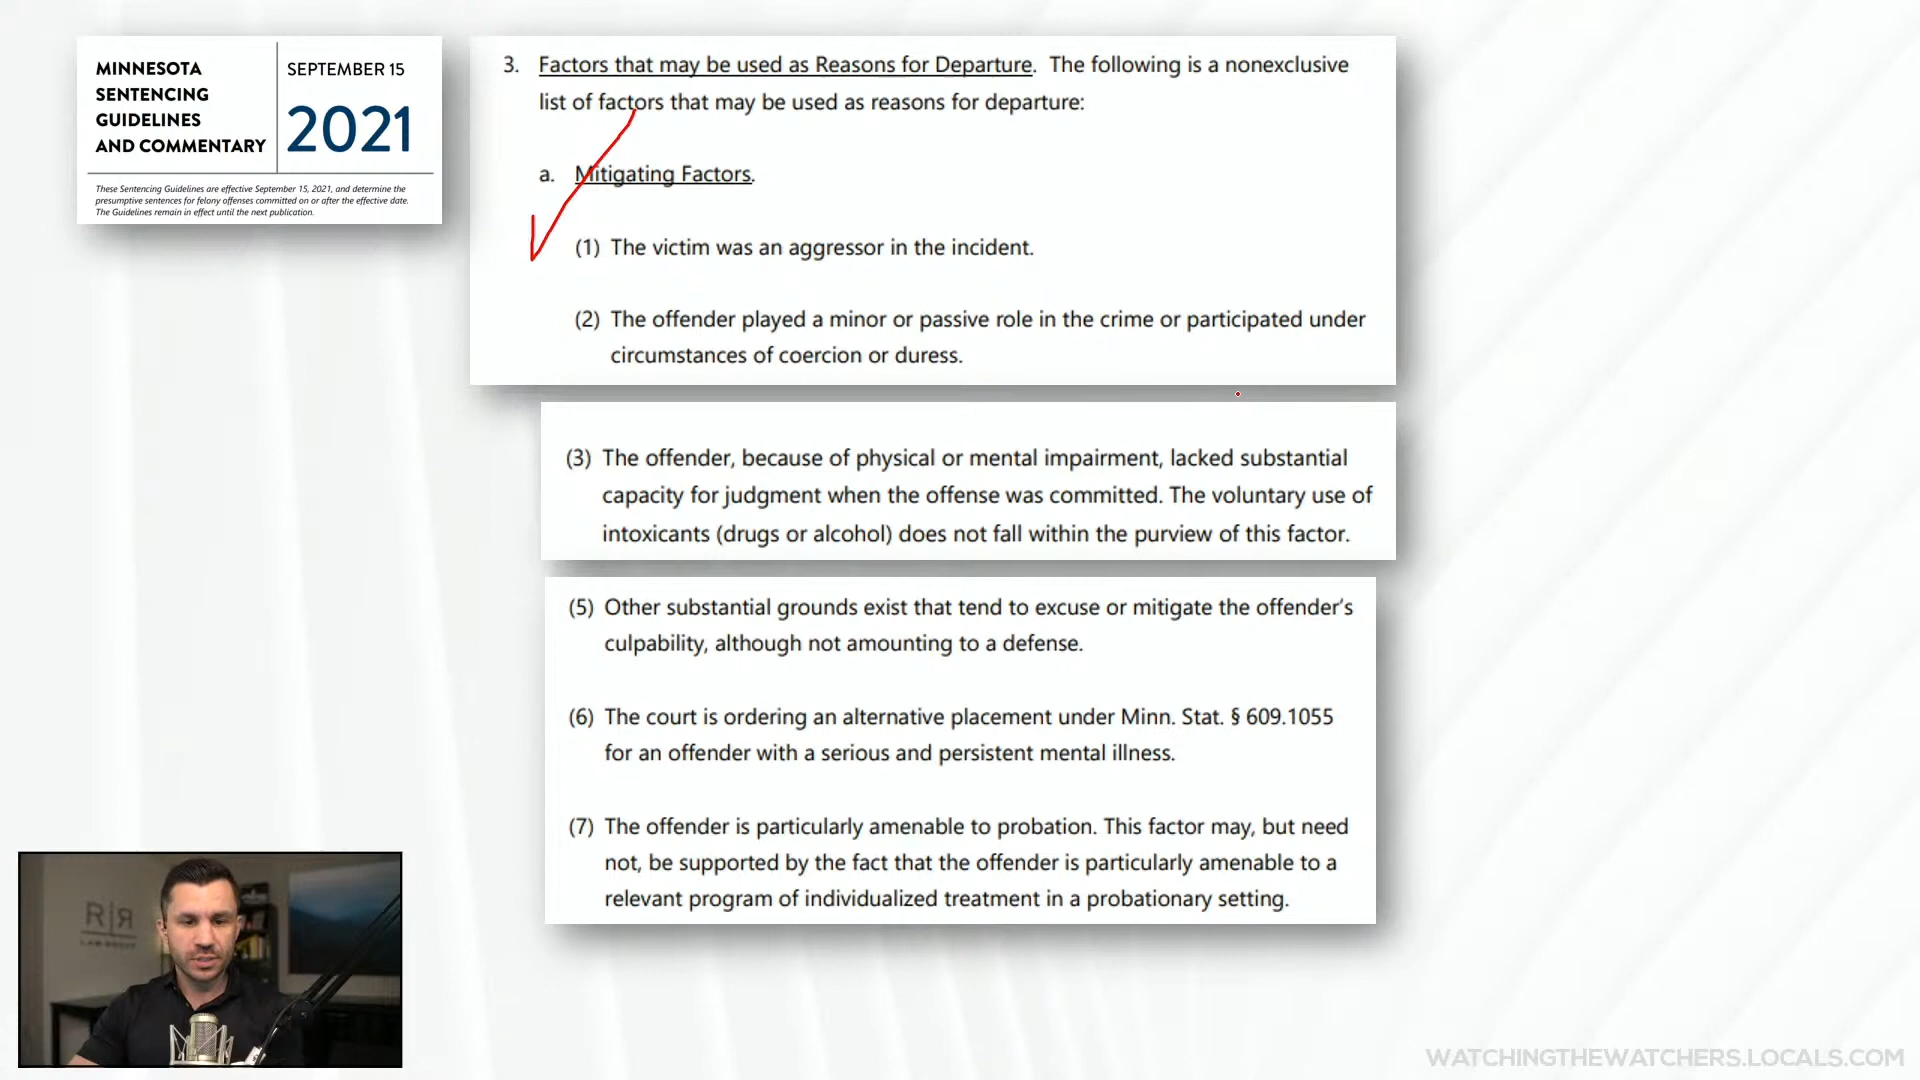 MINNESOTA
SENTENCING
GUIDELINES
AND COMMENTARY
SEPTEMBER 15
2021
These Sentencing Guidelines are effective September 15, 2021, and determine the
presumptive sentences for felony offenses committed on or after the effective date.
The Guidelines remain in effect until the next publication.
3. Factors that may be used as Reasons for Departure. The following is a nonexclusive
list of factors that may be used as reasons for departure:
a. Mitigating Factors.
(1) The victim was an aggressor in the incident.
(2) The offender played a minor or passive role in the crime or participated under
circumstances of coercion or duress.
(3) The offender, because of physical or mental impairment, lacked substantial
capacity for judgment when the offense was committed. The voluntary use of
intoxicants (drugs or alcohol) does not fall within the purview of this factor.
(5) Other substantial grounds exist that tend to excuse or mitigate the offender's
culpability, although not amounting to a defense.
(6) The court is ordering an alternative placement under Minn. Stat. § 609.1055
for an offender with a serious and persistent mental illness.
(7) The offender is particularly amenable to probation. This factor may, but need
not, be supported by the fact that the offender is particularly amenable to a
relevant program of individualized treatment in a probationary setting.
R|R
LAW GROUP
WATCHINGTHEWATCHERS.LOCALS.COM